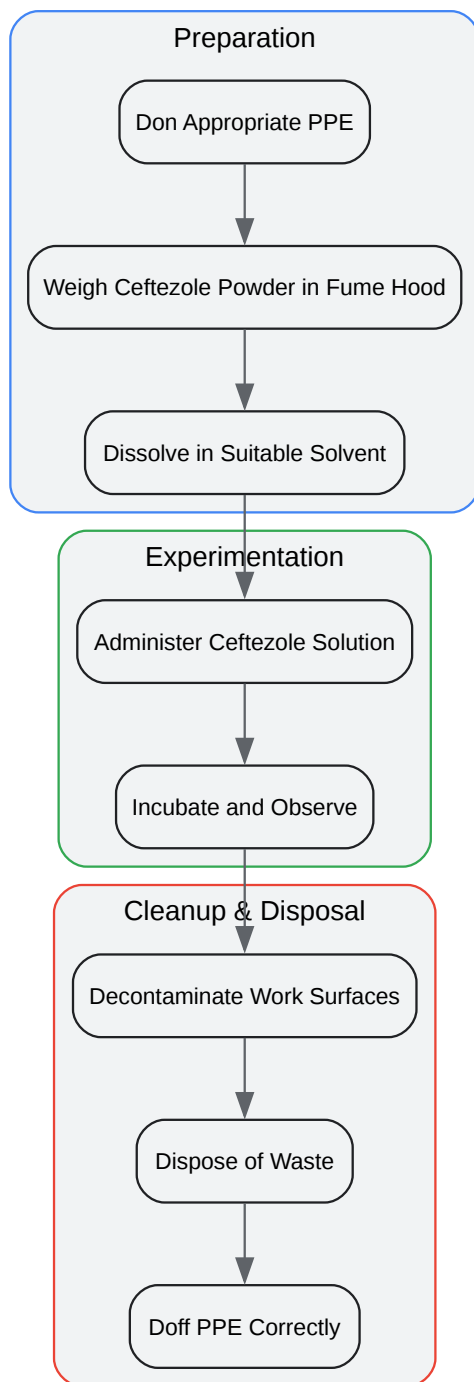 Preparation
Don Appropriate PPE
Weigh Ceftezole Powder in Fume Hood
Dissolve in Suitable Solvent
Experimentation
Administer Ceftezole Solution
Incubate and Observe
Cleanup & Disposal
Decontaminate Work Surfaces
Dispose of Waste
Doff PPE Correctly